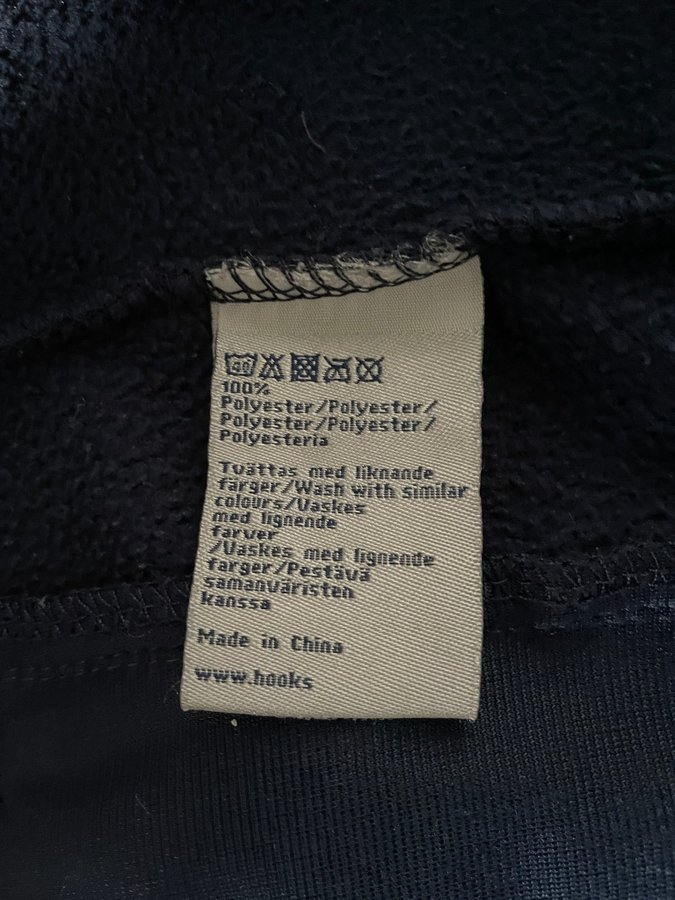 40
100%
Polyester/Polyester/
Polyester/Polyester/
Polyesteria
Tvättas med liknande
färger/Wash with similar
colours/Vaskes
med lignende
farver
/Vaskes med lignende
farger/Pestävä
samanväristen
kanssa
Made in China
www.hooks